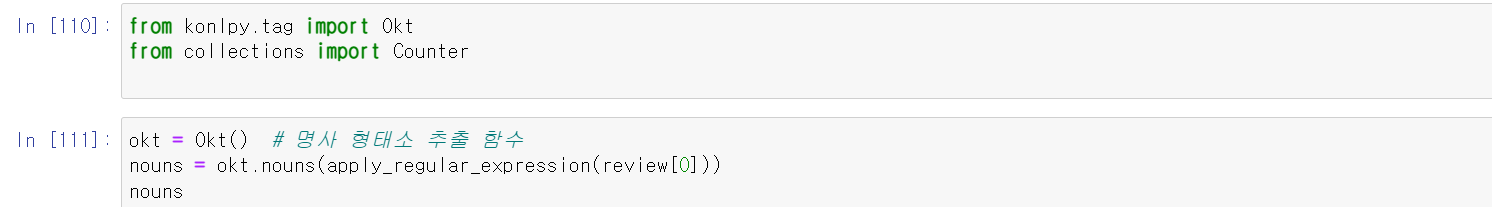 In [110]: from konlpy.tag import Okt
from collections import Counter
In [111]: okt = Okt()  # 명사 형태소 추출 함수
nouns = okt.nouns(apply_regular_expression(review[0]))
nouns